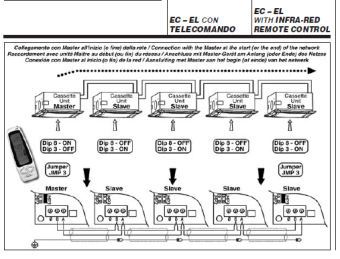 EC – EL CON
TELECOMANDO
EC – EL
WITH INFRA-RED
REMOTE CONTROL
Collegamento con Master all'inizio (e fine) della rete / Connection with the Master at the start (or the end) of the network
Raccordement avec unité Maître au début (ou fin) du réseau / Anschluss mit Master-Gerät am Anfang (oder Ende) des Netzes
Conexión con Master al inicio (o fin) de la red / Aansluiting met Master aan het begin (of einde) van het netwerk
Cassette Unit Master
Cassette Unit Slave
Cassette Unit Slave
Cassette Unit Slave
Cassette Unit Slave
Dip 8 - ON
Dip 3 - OFF
Dip 8 - OFF
Dip 3 - ON
Dip 8 - OFF
Dip 3 - ON
Dip 8 - OFF
Dip 3 - ON
Dip 8 - OFF
Dip 3 - ON
Jumper
JMP 3
Jumper
JMP 3
Master
Slave
Slave
Slave
Slave